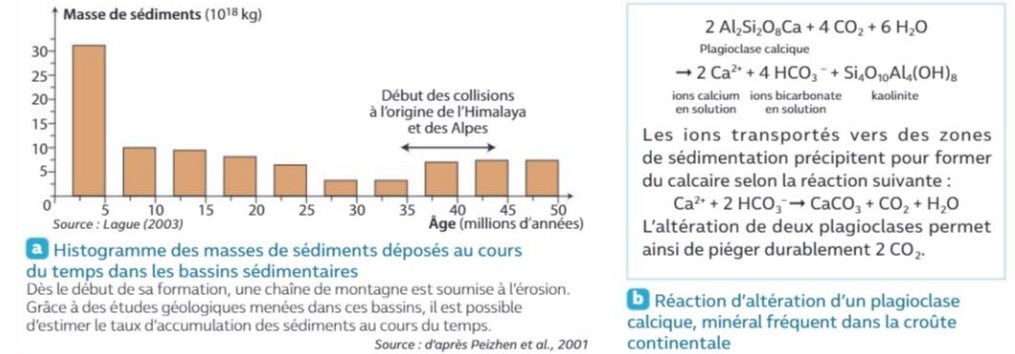 Masse de sédiments (10¹⁸ kg)
30
25
20
15
10
5
0
5
10
15
20
25
30
35
40
45
50
Début des collisions
à l'origine de l'Himalaya
et des Alpes
Source : Lague (2003)
Âge (millions d'années)
a Histogramme des masses de sédiments déposés au cours
du temps dans les bassins sédimentaires
Dès le début de sa formation, une chaîne de montagne est soumise à l'érosion.
Grâce à des études géologiques menées dans ces bassins, il est possible
d'estimer le taux d'accumulation des sédiments au cours du temps.
Source : d'après Peizhen et al., 2001
2 Al₂Si₂O₈Ca + 4 CO₂ + 6 H₂O
Plagioclase calcique
→ 2 Ca²⁺ + 4 HCO₃⁻ + Si₄O₁₀Al₄(OH)₈
ions calcium ions bicarbonate kaolinite
en solution en solution
Les ions transportés vers des zones
de sédimentation précipitent pour former
du calcaire selon la réaction suivante :
Ca²⁺ + 2 HCO₃⁻ → CaCO₃ + CO₂ + H₂O
L'altération de deux plagioclases permet
ainsi de piéger durablement 2 CO₂.
b Réaction d'altération d'un plagioclase
calcique, minéral fréquent dans la croûte
continentale